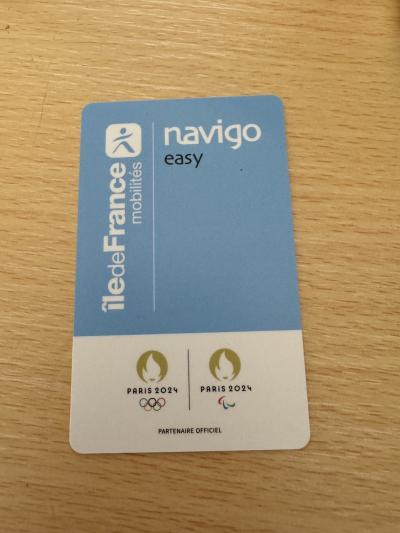 îledeFrance
mobilités
navigo
easy
PARIS 2024
PARIS 2024
PARTENAIRE OFFICIEL